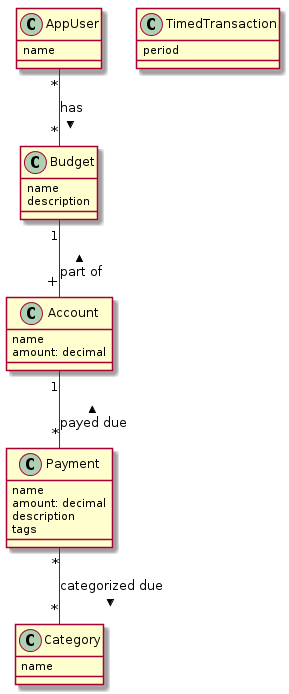 C AppUser
name
C TimedTransaction
period
*
has
▼
*
C Budget
name
description
1
▲
part of
+
C Account
name
amount: decimal
1
▲
payed due
*
C Payment
name
amount: decimal
description
tags
*
categorized due
▼
*
C Category
name